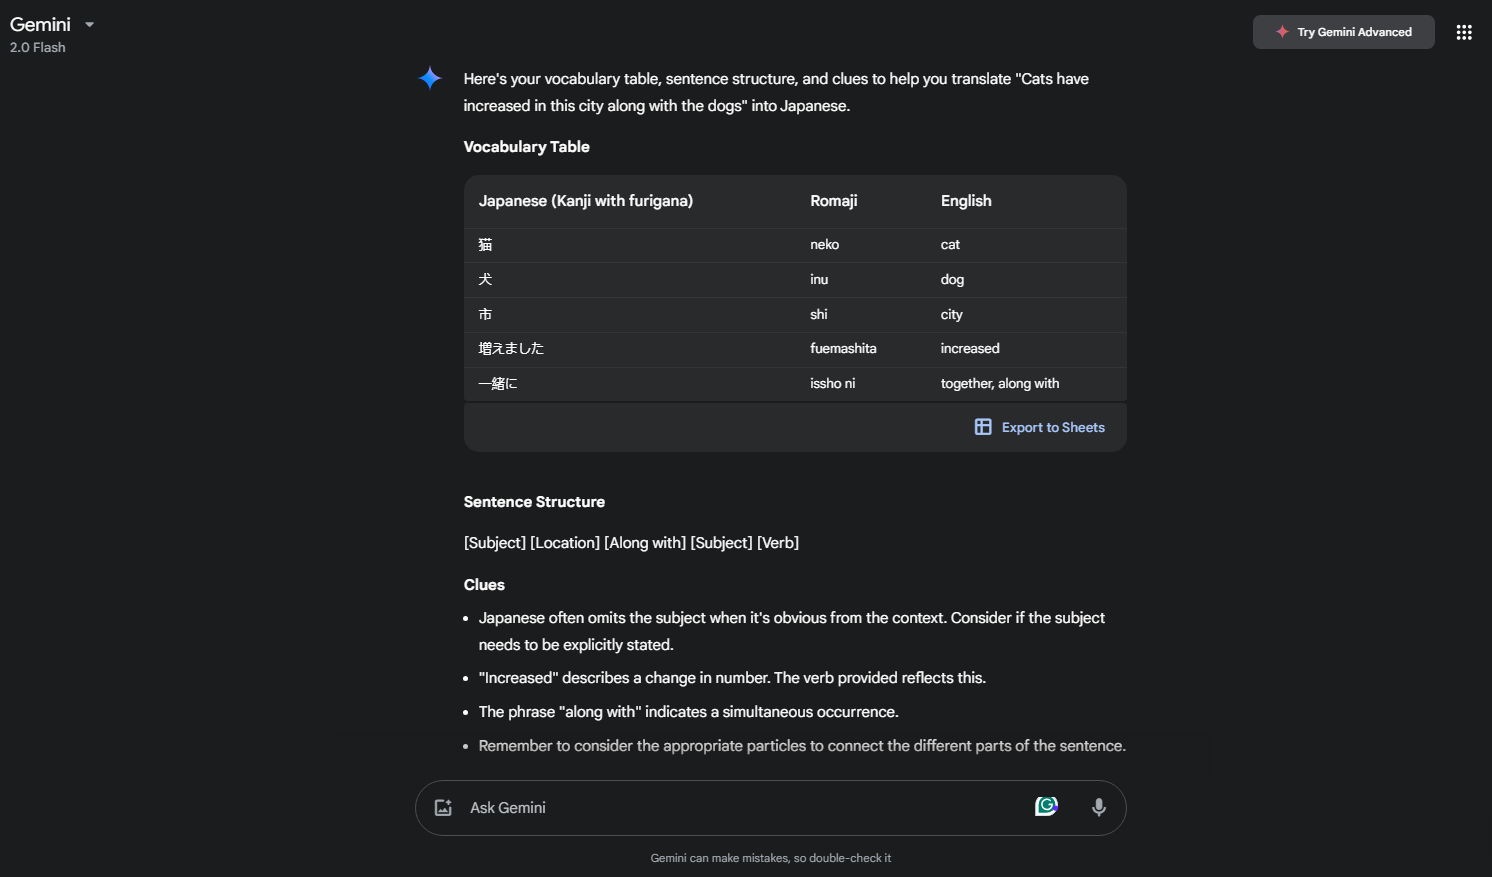 Gemini
2.0 Flash
Try Gemini Advanced
Here's your vocabulary table, sentence structure, and clues to help you translate "Cats have
increased in this city along with the dogs" into Japanese.
Vocabulary Table
Japanese (Kanji with furigana) Romaji English
猫 neko cat
犬 inu dog
市 shi city
増えました fuemashita increased
一緒に issho ni together, along with
Export to Sheets
Sentence Structure
[Subject] [Location] [Along with] [Subject] [Verb]
Clues
• Japanese often omits the subject when it's obvious from the context. Consider if the subject
needs to be explicitly stated.
• "Increased" describes a change in number. The verb provided reflects this.
• The phrase "along with" indicates a simultaneous occurrence.
• Remember to consider the appropriate particles to connect the different parts of the sentence.
Ask Gemini
Gemini can make mistakes, so double-check it